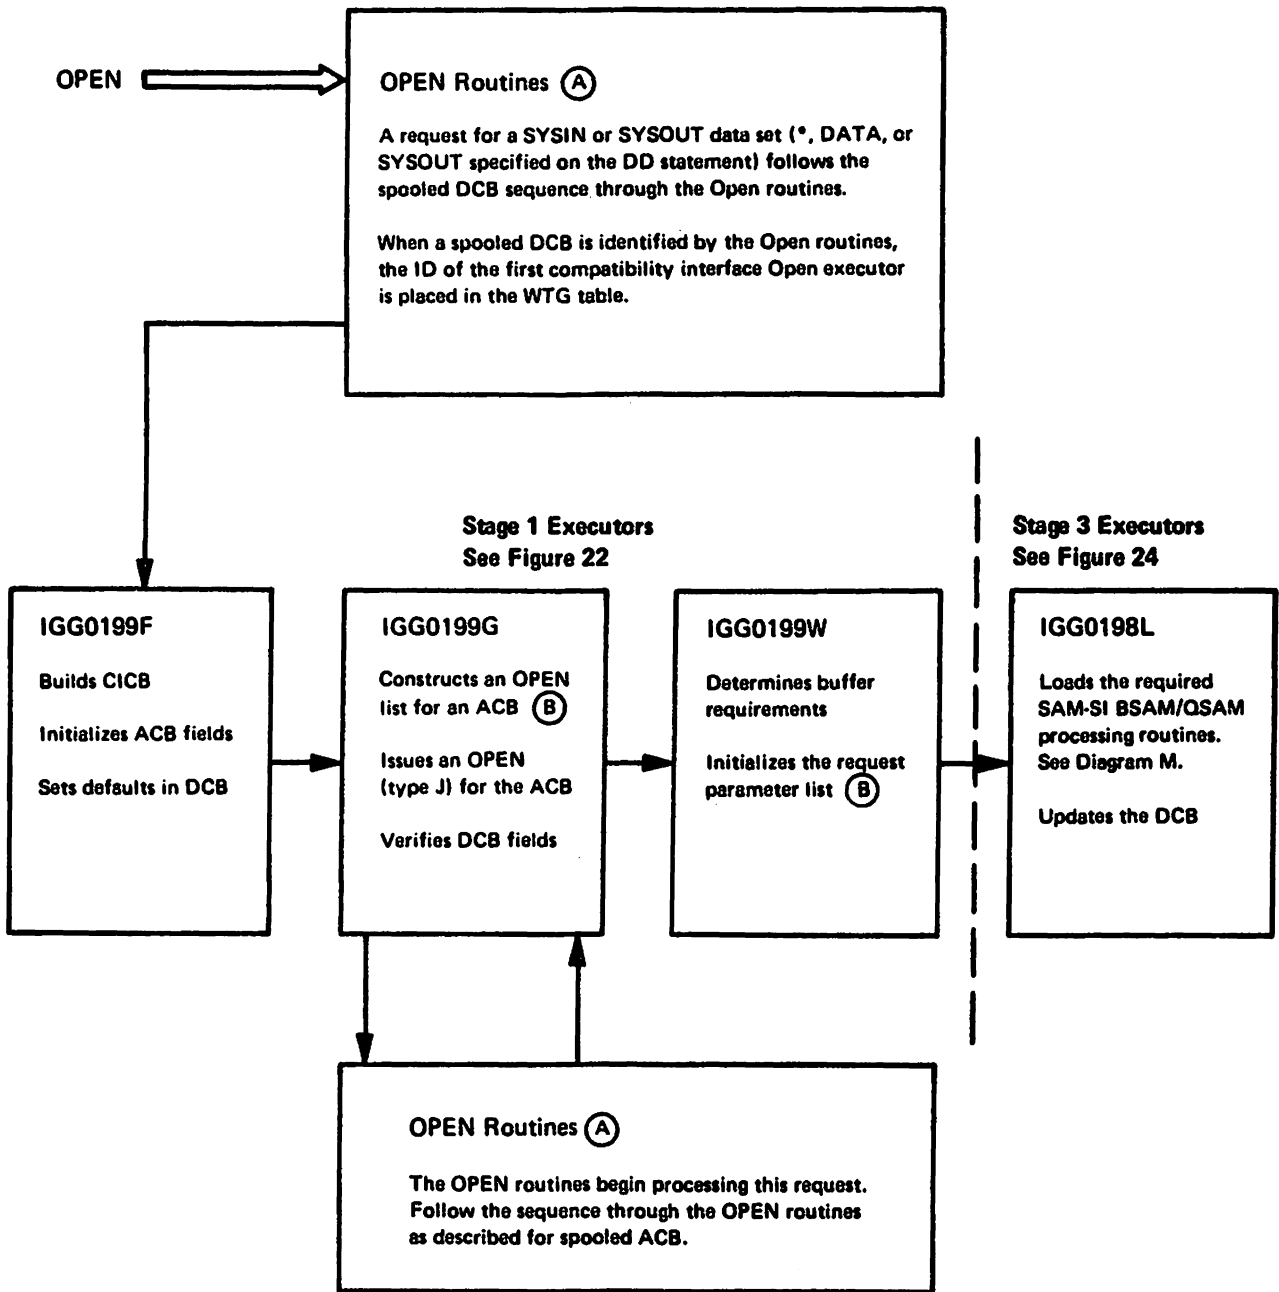 OPEN
OPEN Routines (A)
A request for a SYSIN or SYSOUT data set (*, DATA, or
SYSOUT specified on the DD statement) follows the
spooled DCB sequence through the Open routines.
When a spooled DCB is identified by the Open routines,
the ID of the first compatibility interface Open executor
is placed in the WTG table.
Stage 1 Executors
See Figure 22
Stage 3 Executors
See Figure 24
IGG0199F
Builds CICB
Initializes ACB fields
Sets defaults in DCB
IGG0199G
Constructs an OPEN
list for an ACB (B)
Issues an OPEN
(type J) for the ACB
Verifies DCB fields
IGG0199W
Determines buffer
requirements
Initializes the request
parameter list (B)
IGG0198L
Loads the required
SAM-SI BSAM/QSAM
processing routines.
See Diagram M.
Updates the DCB
OPEN Routines (A)
The OPEN routines begin processing this request.
Follow the sequence through the OPEN routines
as described for spooled ACB.